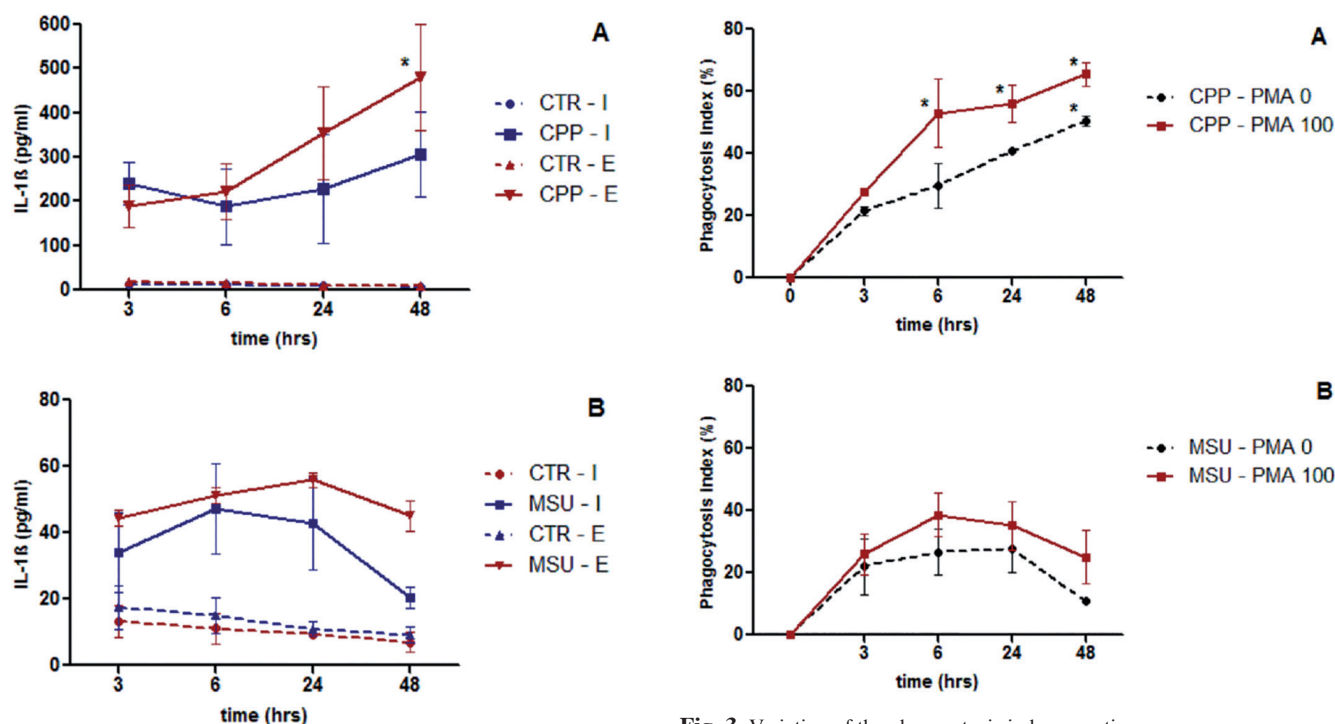 A
IL-1ß (pg/ml)
600
500
400
300
200
100
0
*
3 6 24 48
time (hrs)
CTR - I
CPP - I
CTR - E
CPP - E
B
IL-1ß (pg/ml)
80
60
40
20
0
3 6 24 48
time (hrs)
CTR - I
MSU - I
CTR - E
MSU - E
A
Phagocytosis Index (%)
80
60
40
20
0
* * * *
0 3 6 24 48
time (hrs)
CPP - PMA 0
CPP - PMA 100
B
Phagocytosis Index (%)
80
60
40
20
0
3 6 24 48
time (hrs)
MSU - PMA 0
MSU - PMA 100